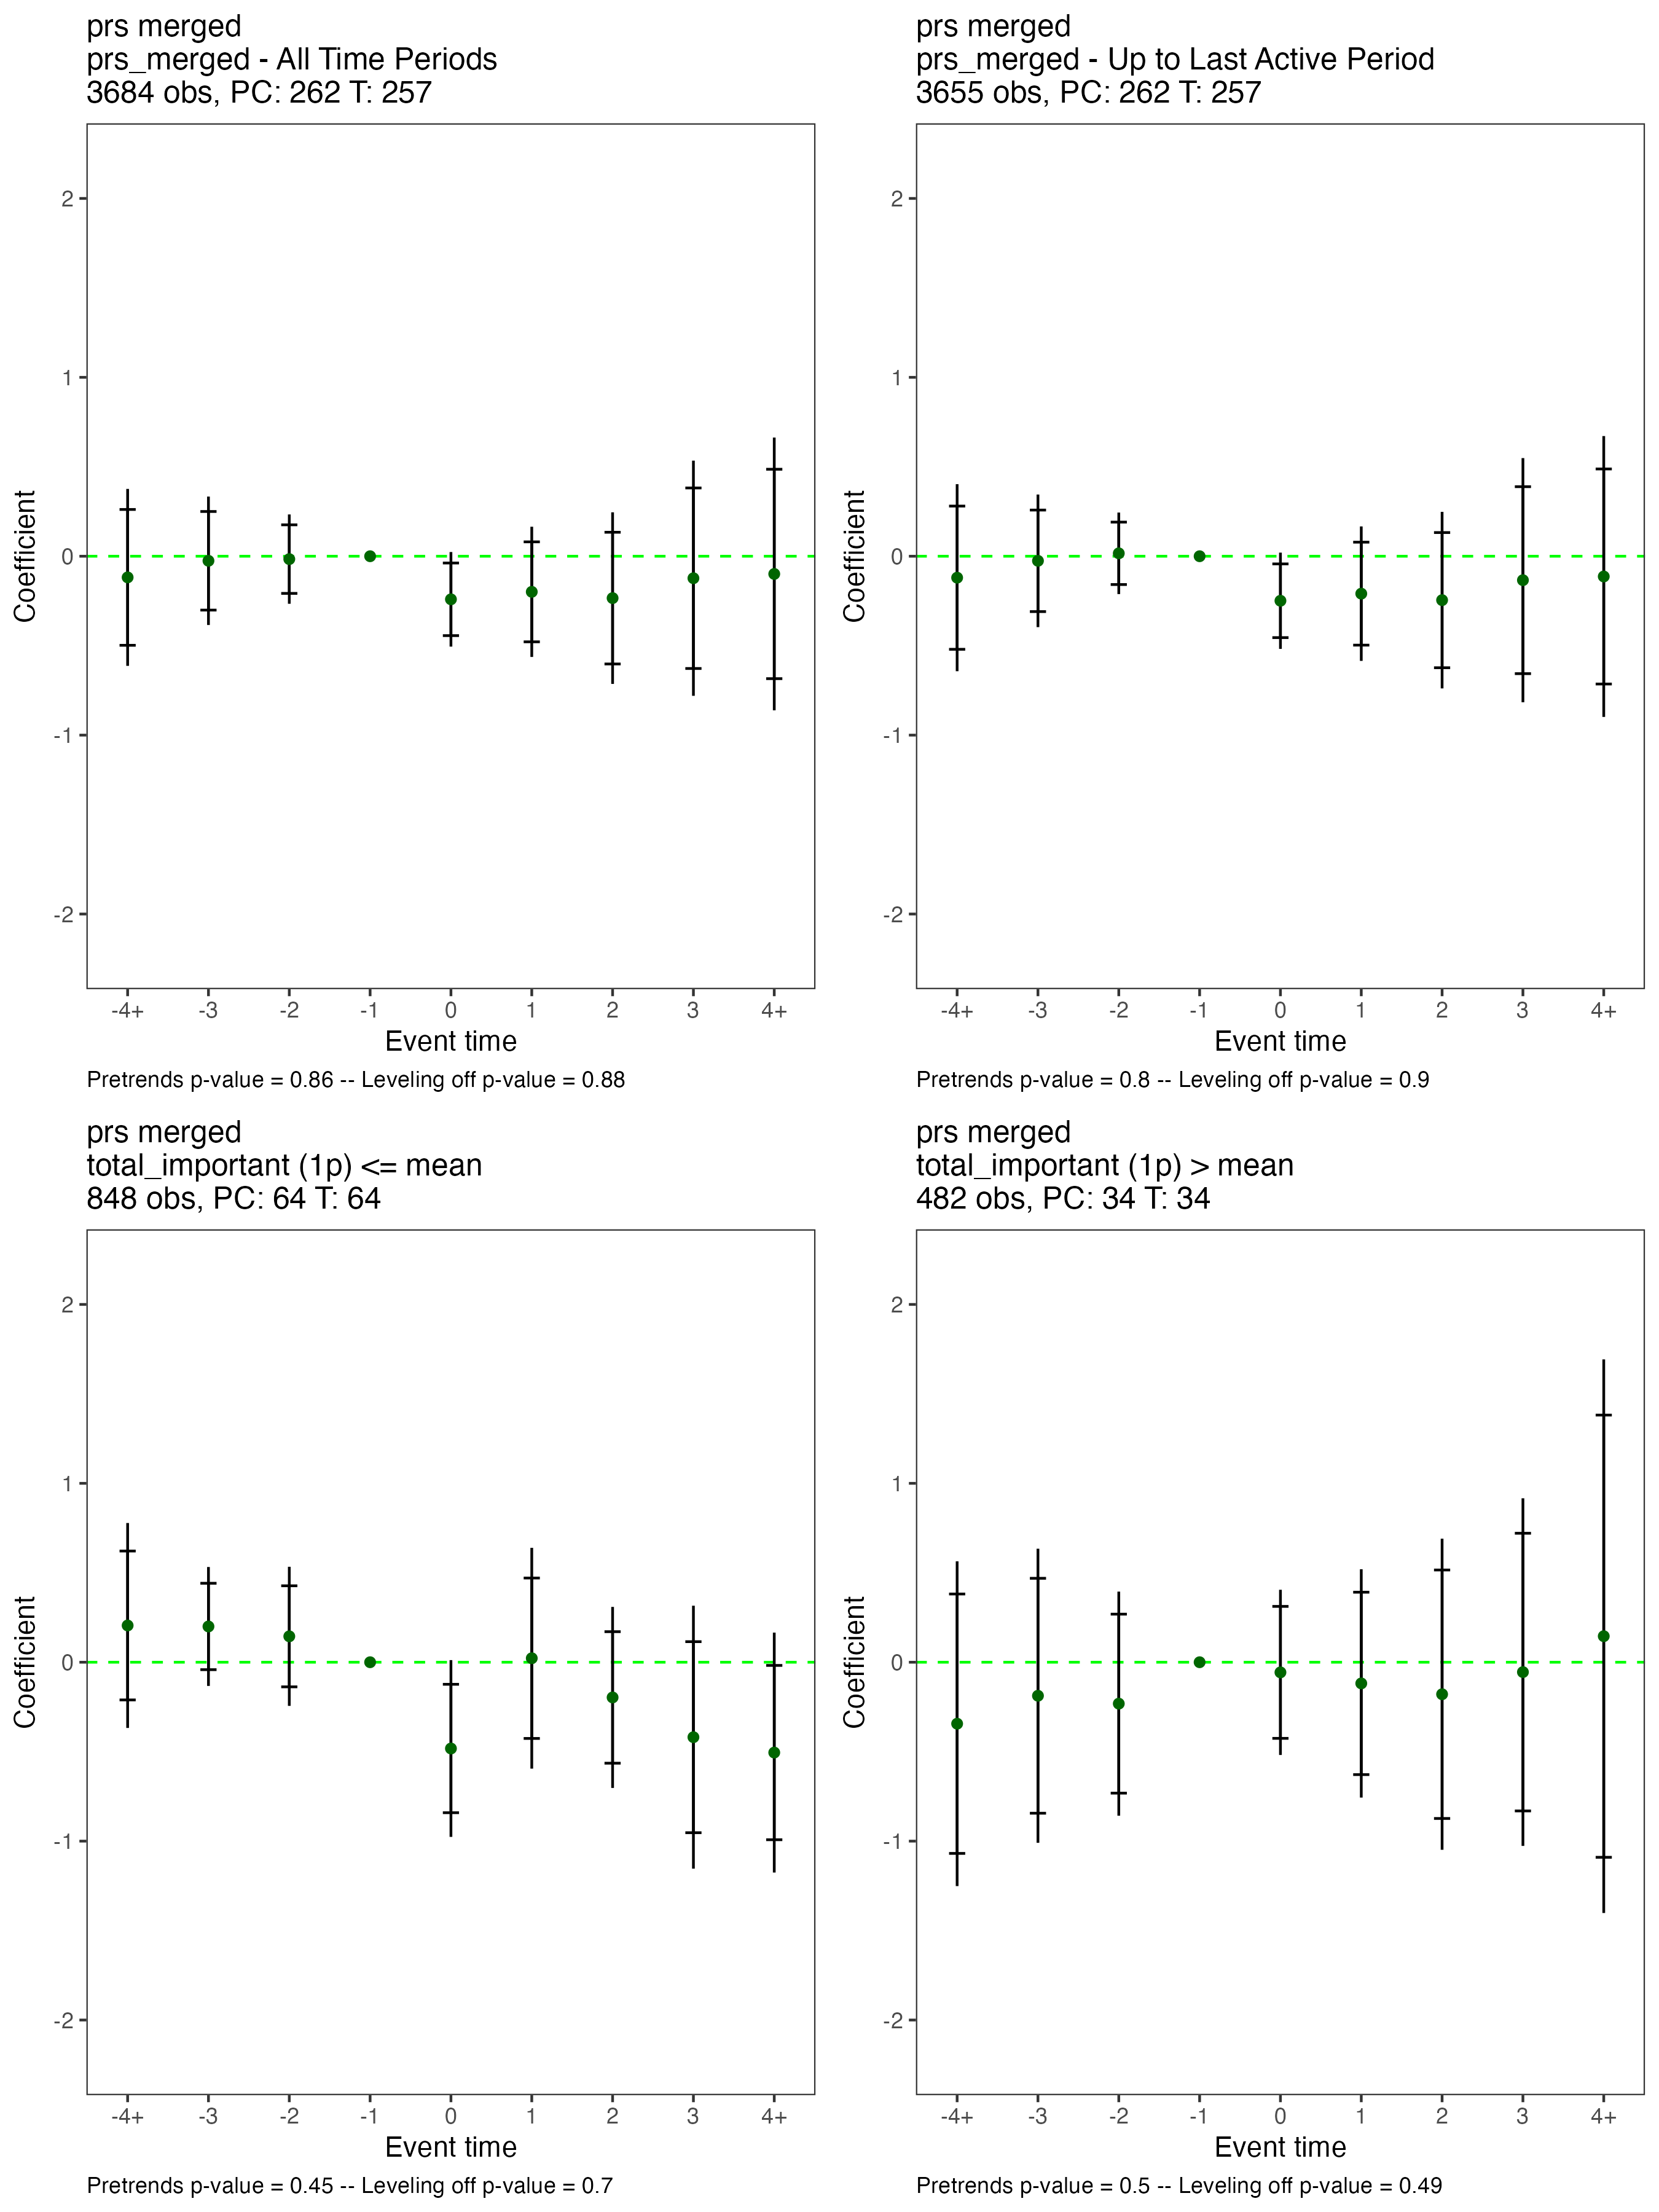 prs merged
prs_merged - All Time Periods
3684 obs, PC: 262 T: 257
2
1
0
-1
-2
Coefficient
-4+ -3 -2 -1 0 1 2 3 4+
Event time
Pretrends p-value = 0.86 -- Leveling off p-value = 0.88
prs merged
prs_merged - Up to Last Active Period
3655 obs, PC: 262 T: 257
2
1
0
-1
-2
Coefficient
-4+ -3 -2 -1 0 1 2 3 4+
Event time
Pretrends p-value = 0.8 -- Leveling off p-value = 0.9
prs merged
total_important (1p) <= mean
848 obs, PC: 64 T: 64
2
1
0
-1
-2
Coefficient
-4+ -3 -2 -1 0 1 2 3 4+
Event time
Pretrends p-value = 0.45 -- Leveling off p-value = 0.7
prs merged
total_important (1p) > mean
482 obs, PC: 34 T: 34
2
1
0
-1
-2
Coefficient
-4+ -3 -2 -1 0 1 2 3 4+
Event time
Pretrends p-value = 0.5 -- Leveling off p-value = 0.49